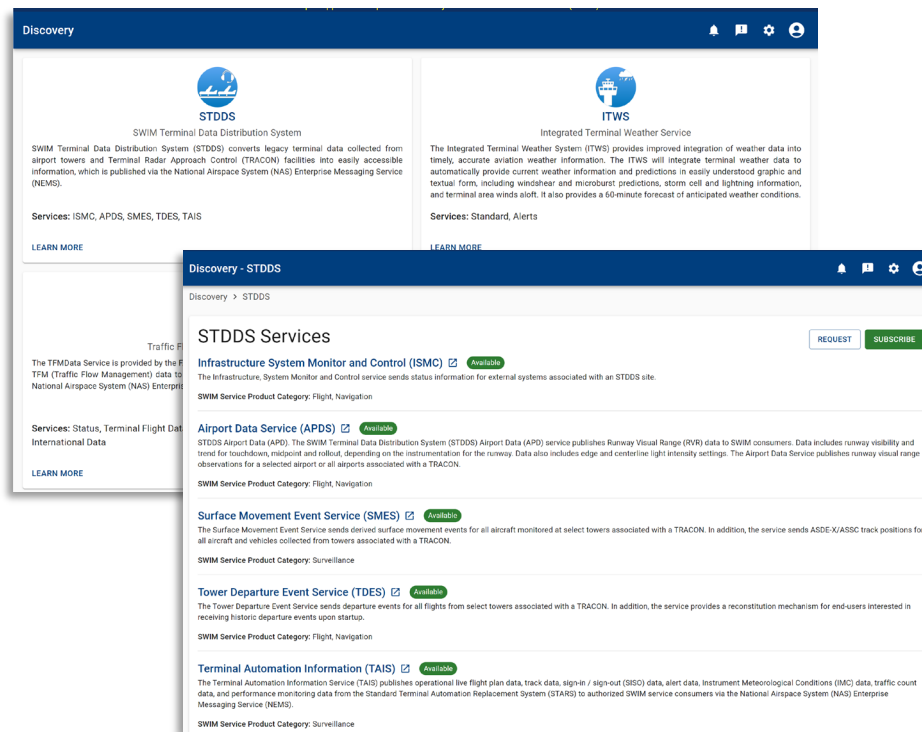 Discovery
STDDS
SWIM Terminal Data Distribution System
SWIM Terminal Data Distribution System (STDDS) converts legacy terminal data collected from
airport towers and Terminal Radar Approach Control (TRACON) facilities into easily accessible
information, which is published via the National Airspace System (NAS) Enterprise Messaging Service
(NEMS).
Services: ISMC, APDS, SMES, TDES, TAIS
LEARN MORE
ITWS
Integrated Terminal Weather Service
The Integrated Terminal Weather System (ITWS) provides improved integration of weather data into
timely, accurate aviation weather information. The ITWS will integrate terminal weather data to
automatically provide current weather information and predictions in easily understood graphic and
textual form, including windshear and microburst predictions, storm cell and lightning information,
and terminal area winds aloft. It also provides a 60-minute forecast of anticipated weather conditions.
Services: Standard, Alerts
LEARN MORE
Traffic F
The TFMData Service is provided by the F
TFM (Traffic Flow Management) data to
National Airspace System (NAS) Enterpri
Services: Status, Terminal Flight Dat
International Data
LEARN MORE
Discovery - STDDS
Discovery > STDDS
STDDS Services
REQUEST
SUBSCRIBE
Infrastructure System Monitor and Control (ISMC) Available
The Infrastructure, System Monitor and Control service sends status information for external systems associated with an STDDS site.
SWIM Service Product Category: Flight, Navigation
Airport Data Service (APDS) Available
STDDS Airport Data (APD). The SWIM Terminal Data Distribution System (STDDS) Airport Data (APD) service publishes Runway Visual Range (RVR) data to SWIM consumers. Data includes runway visibility and
trend for touchdown, midpoint and rollout, depending on the instrumentation for the runway. Data also includes edge and centerline light intensity settings. The Airport Data Service publishes runway visual range
observations for a selected airport or all airports associated with a TRACON.
SWIM Service Product Category: Flight, Navigation
Surface Movement Event Service (SMES) Available
The Surface Movement Event Service sends derived surface movement events for all aircraft monitored at select towers associated with a TRACON. In addition, the service sends ASDE-X/ASSC track positions for
all aircraft and vehicles collected from towers associated with a TRACON.
SWIM Service Product Category: Surveillance
Tower Departure Event Service (TDES) Available
The Tower Departure Event Service sends departure events for all flights from select towers associated with a TRACON. In addition, the service provides a reconstitution mechanism for end-users interested in
receiving historic departure events upon startup.
SWIM Service Product Category: Flight, Navigation
Terminal Automation Information (TAIS) Available
The Terminal Automation Information Service (TAIS) publishes operational live flight plan data, track data, sign-in / sign-out (SISO) data, alert data, Instrument Meteorological Conditions (IMC) data, traffic count
data, and performance monitoring data from the Standard Terminal Automation Replacement System (STARS) to authorized SWIM service consumers via the National Airspace System (NAS) Enterprise
Messaging Service (NEMS).
SWIM Service Product Category: Surveillance